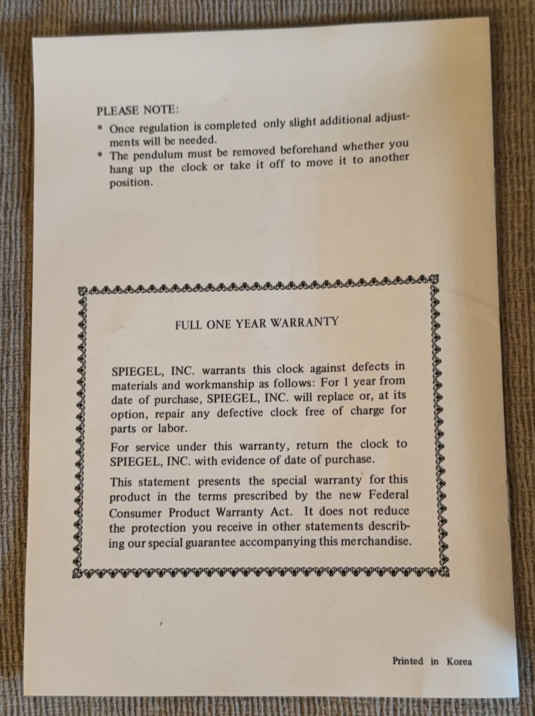 PLEASE NOTE:
* Once regulation is completed only slight additional adjust-
ments will be needed.
* The pendulum must be removed beforehand whether you
hang up the clock or take it off to move it to another
position.
FULL ONE YEAR WARRANTY
SPIEGEL, INC. warrants this clock against defects in
materials and workmanship as follows: For 1 year from
date of purchase, SPIEGEL, INC. will replace or, at its
option, repair any defective clock free of charge for
parts or labor.
For service under this warranty, return the clock to
SPIEGEL, INC. with evidence of date of purchase.
This statement presents the special warranty for this
product in the terms prescribed by the new Federal
Consumer Product Warranty Act. It does not reduce
the protection you receive in other statements describ-
ing our special guarantee accompanying this merchandise.
Printed in Korea